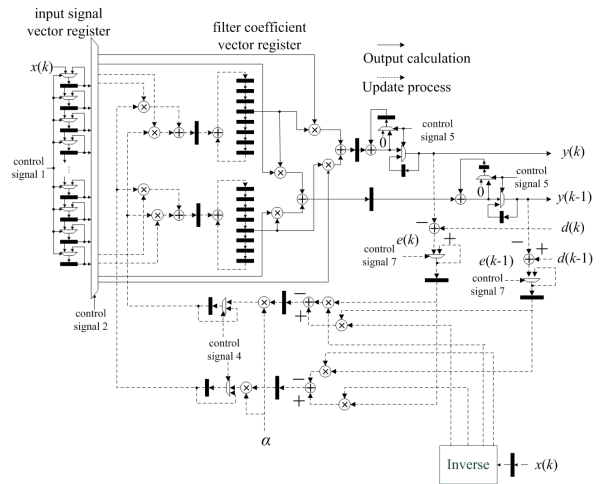 input signal
vector register
filter coefficient
vector register
Output calculation
Update process
x(k)
control
signal 1
control
signal 2
0
control
signal 5
y(k)
0
control
signal 5
y(k-1)
−
d(k)
e(k)
+
control
signal 7
−
+
e(k-1)
d(k-1)
control
signal 7
−
+
control
signal 4
−
+
α
Inverse
x(k)